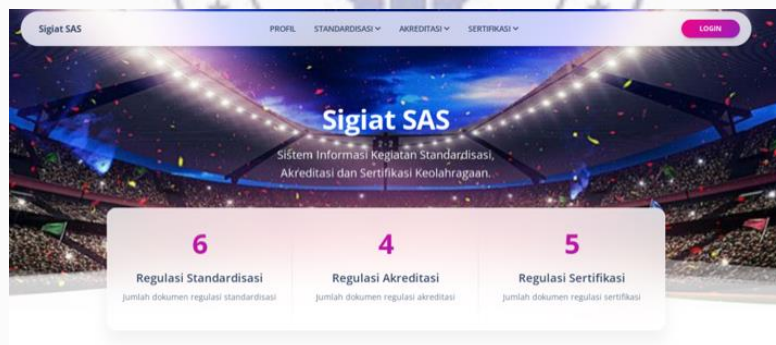 Sigiat SAS
PROFIL STANDARDISASI AKREDITASI SERTIFIKASI LOGIN
Sigiat SAS
Sistem Informasi Kegiatan Standardisasi,
Akreditasi dan Sertifikasi Keolahragaan.
6 4 5
Regulasi Standardisasi Regulasi Akreditasi Regulasi Sertifikasi
Jumlah dokumen regulasi standardisasi Jumlah dokumen regulasi akreditasi Jumlah dokumen regulasi sertifikasi